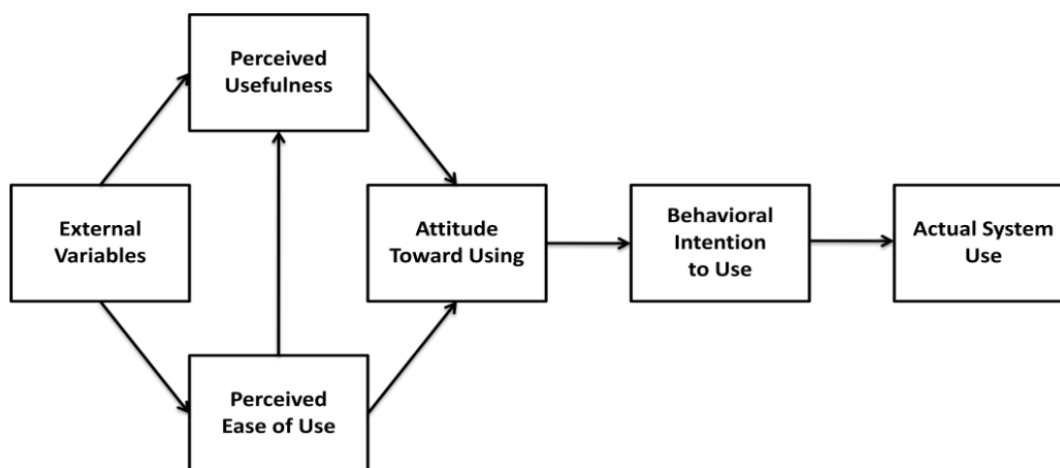 Perceived
Usefulness
External
Variables
Attitude
Toward Using
Behavioral
Intention
to Use
Actual System
Use
Perceived
Ease of Use